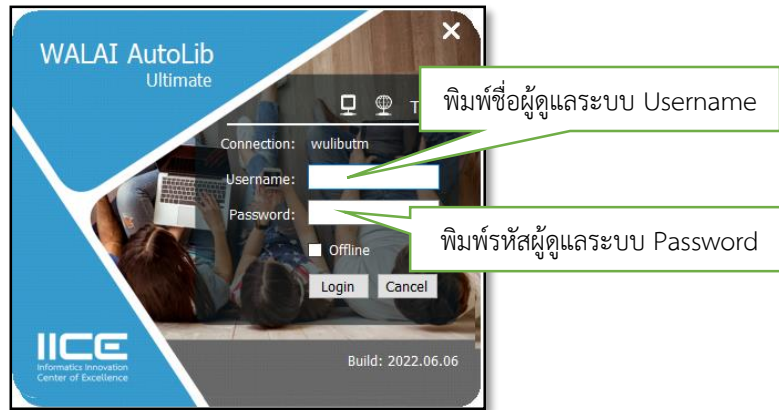 WALAI AutoLib
Ultimate
T
พิมพ์ชื่อผู้ดูแลระบบ Username
Connection: wulibutm
Username:
Password:
พิมพ์รหัสผู้ดูแลระบบ Password
Offline
Login Cancel
IICE
Informatics Innovation
Center of Excellence
Build: 2022.06.06